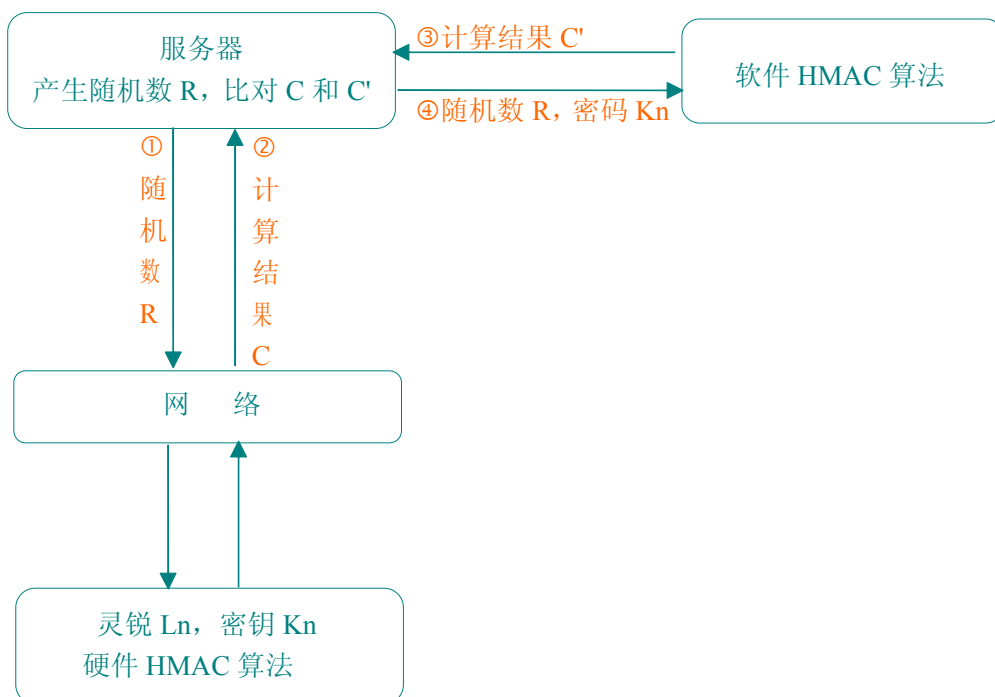 服务器
产生随机数 R，比对 C 和 C'
③计算结果 C'
④随机数 R，密码 Kn
软件 HMAC 算法
①随机数R
②计算结果C
网 络
灵锐 Ln，密钥 Kn
硬件 HMAC 算法